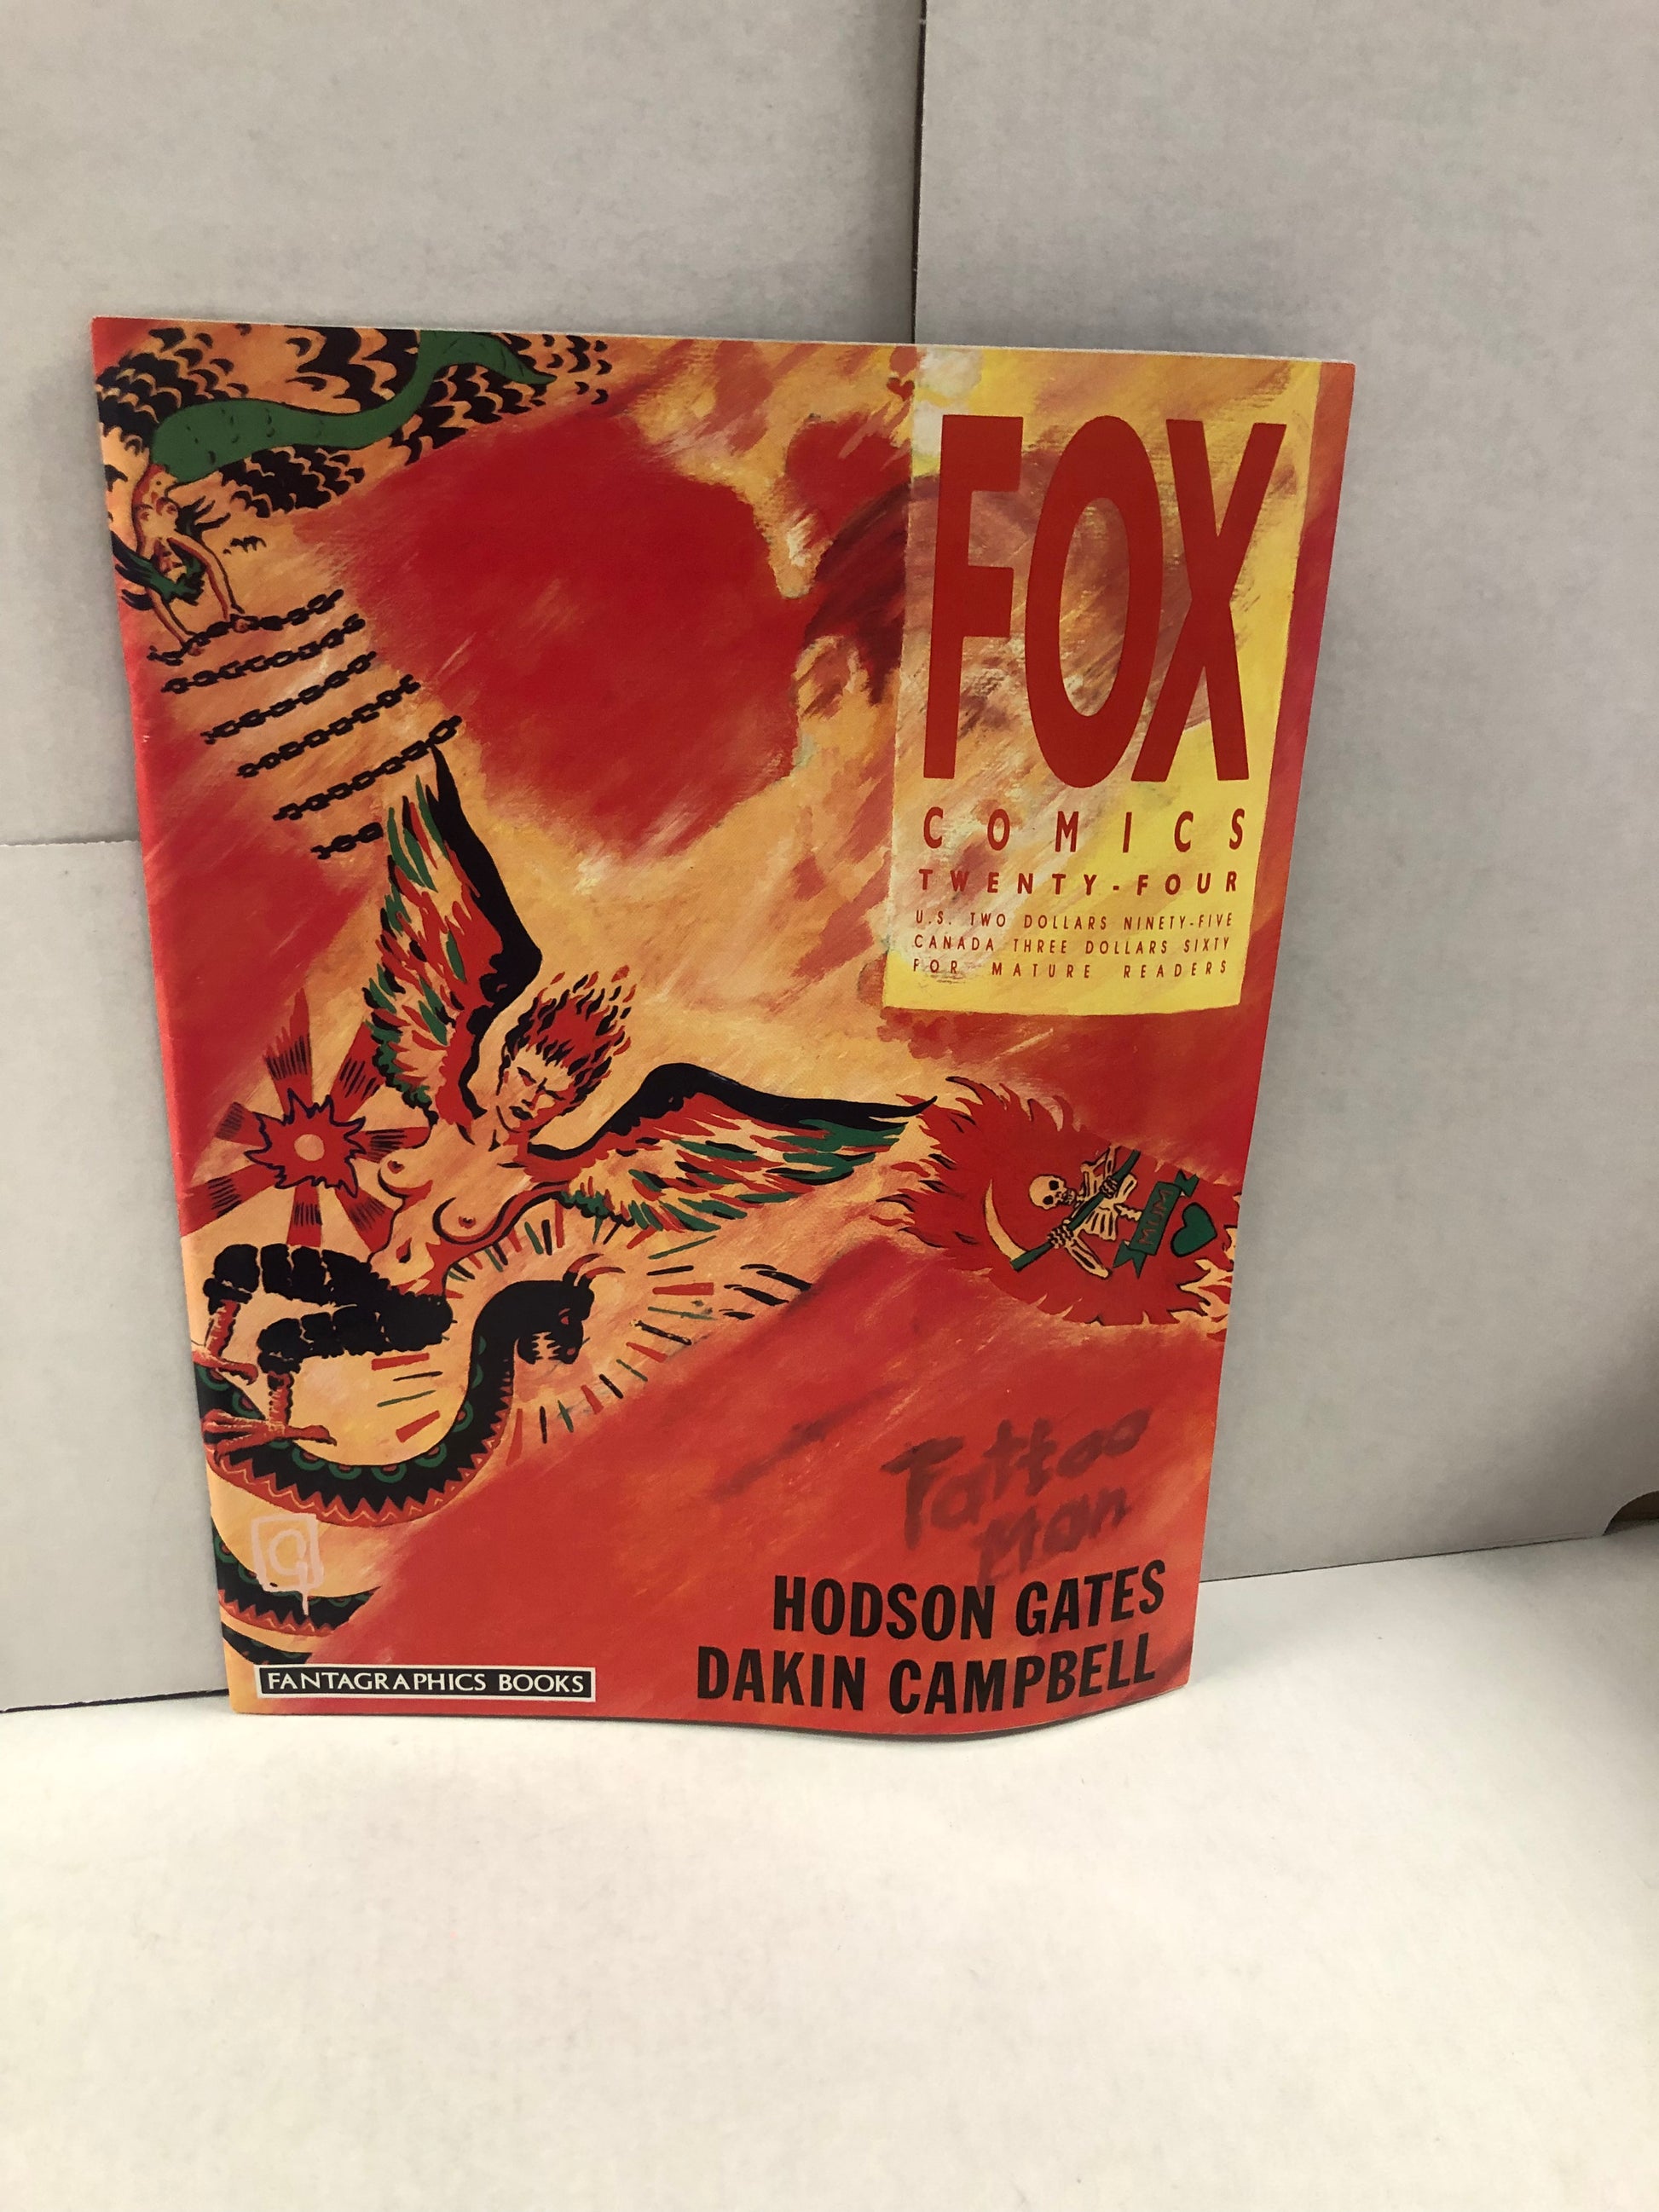 FOX
COMICS
TWENTY-FOUR
U.S. TWO DOLLARS NINETY-FIVE
CANADA THREE DOLLARS SIXTY
FOR MATURE READERS
MUM
Tattoo
Man
HODSON GATES
DAKIN CAMPBELL
FANTAGRAPHICS BOOKS